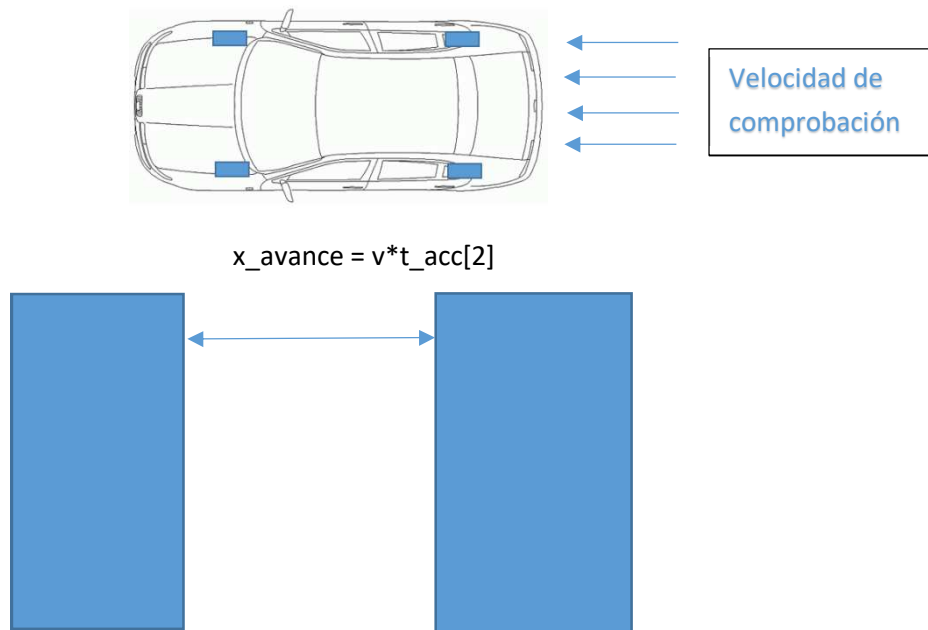 Velocidad de
comprobación
x_avance = v*t_acc[2]